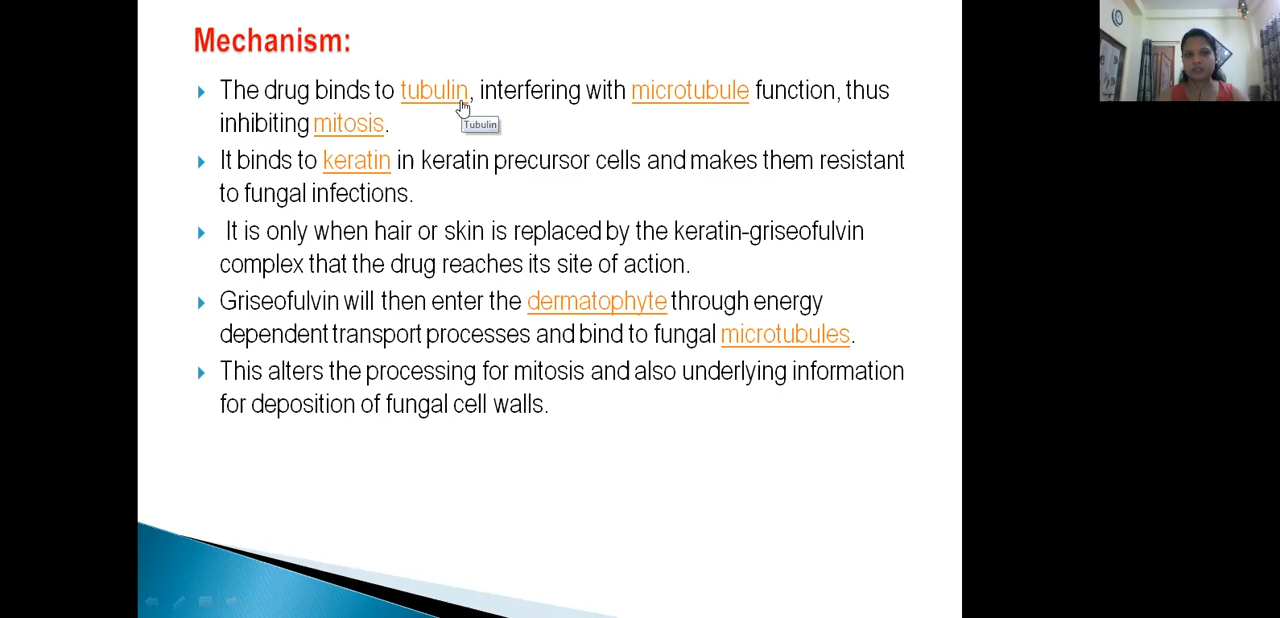 Mechanism:
The drug binds to tubulin, interfering with microtubule function, thus
inhibiting mitosis.
Tubulin
It binds to keratin in keratin precursor cells and makes them resistant
to fungal infections.
It is only when hair or skin is replaced by the keratin-griseofulvin
complex that the drug reaches its site of action.
Griseofulvin will then enter the dermatophyte through energy
dependent transport processes and bind to fungal microtubules.
This alters the processing for mitosis and also underlying information
for deposition of fungal cell walls.